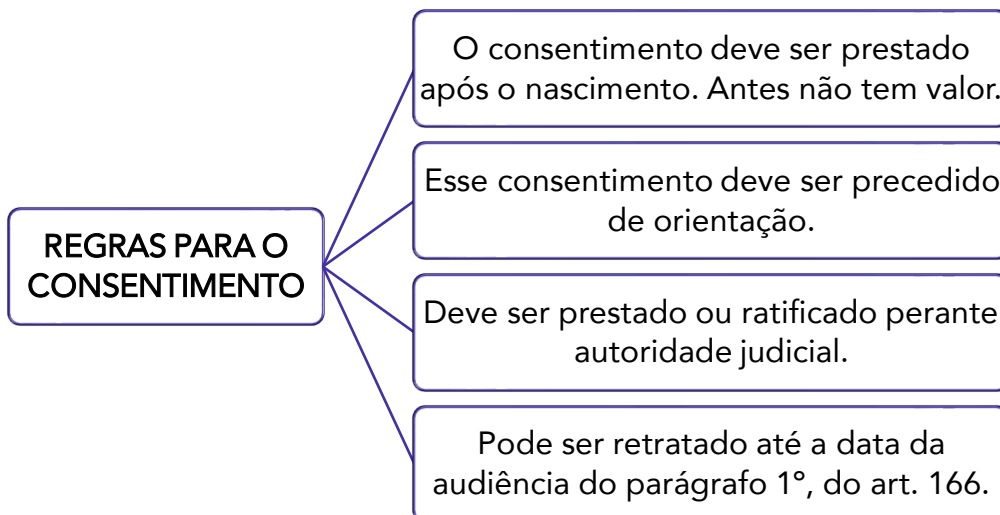 REGRAS PARA O
CONSENTIMENTO
O consentimento deve ser prestado
após o nascimento. Antes não tem valor.
Esse consentimento deve ser precedido
de orientação.
Deve ser prestado ou ratificado perante
autoridade judicial.
Pode ser retratado até a data da
audiência do parágrafo 1º, do art. 166.